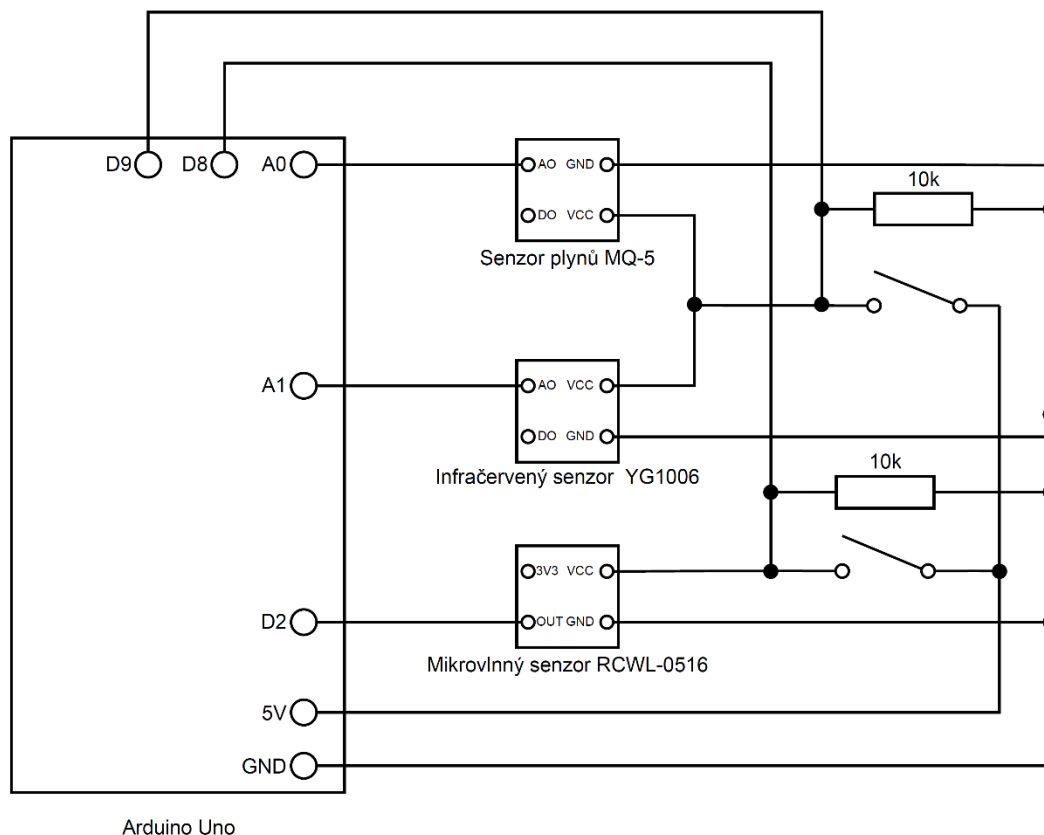 D9 D8 A0
AO GND
10k
DO VCC
Senzor plynů MQ-5
A1
AO VCC
DO GND
10k
Infračervený senzor YG1006
3V3 VCC
D2
OUT GND
Mikrovlnný senzor RCWL-0516
5V
GND
Arduino Uno